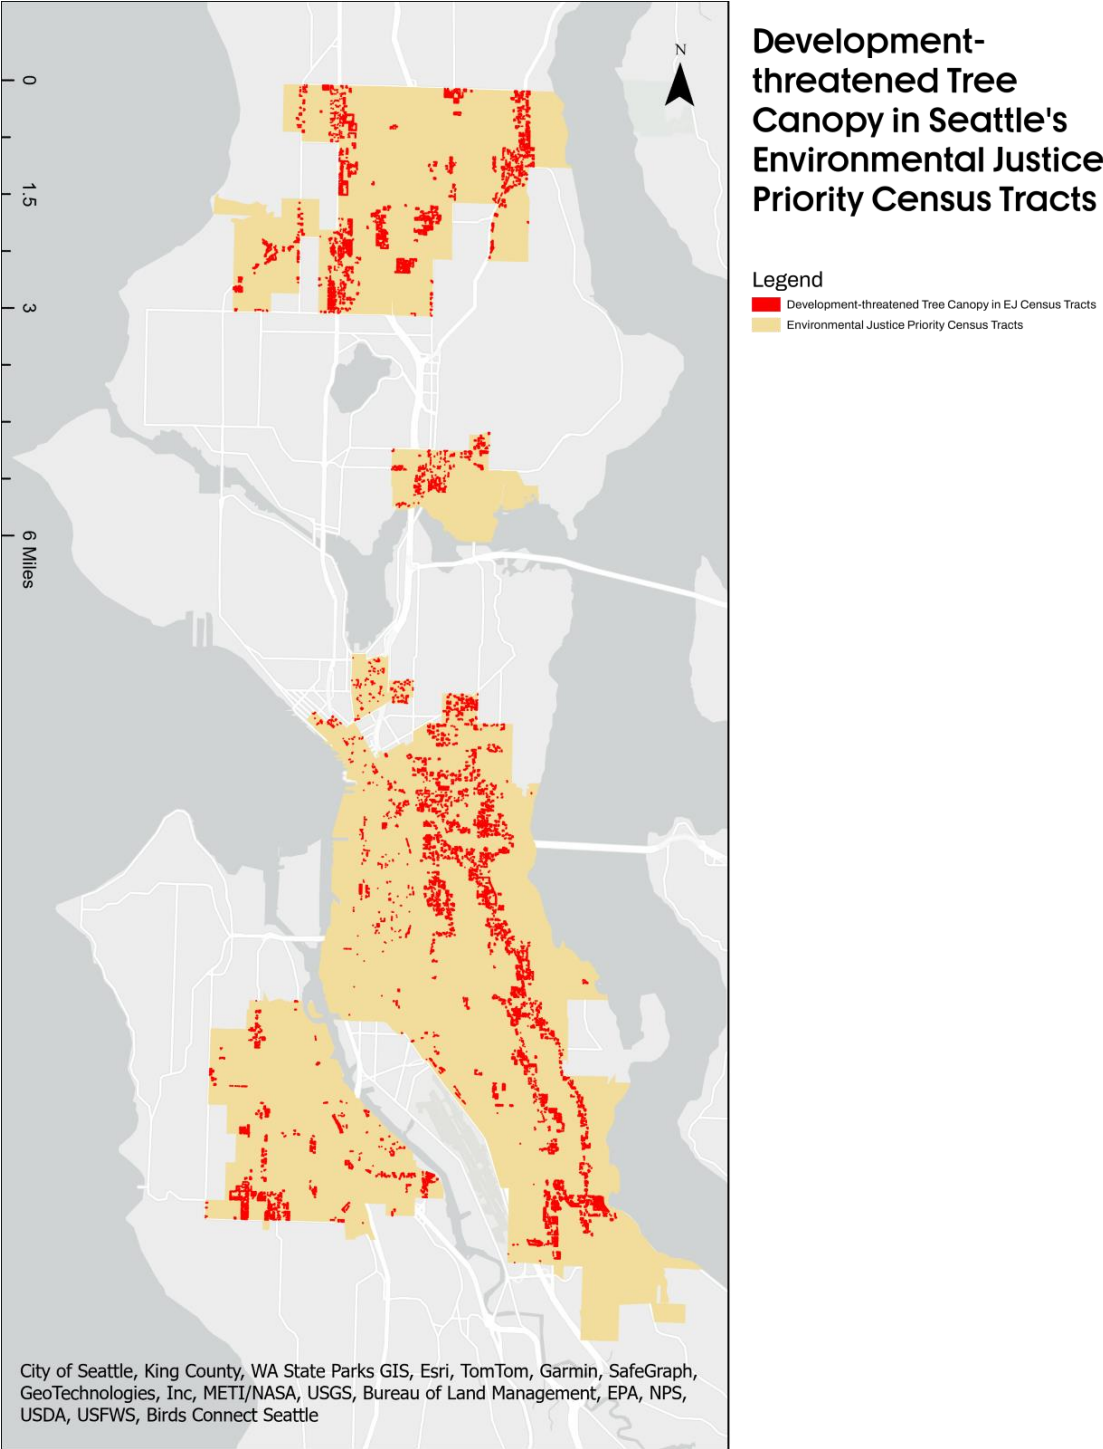 Development-
threatened Tree
Canopy in Seattle's
Environmental Justice
Priority Census Tracts
Legend
Development-threatened Tree Canopy in EJ Census Tracts
Environmental Justice Priority Census Tracts
N
0
1.5
3
6 Miles
City of Seattle, King County, WA State Parks GIS, Esri, TomTom, Garmin, SafeGraph,
GeoTechnologies, Inc, METI/NASA, USGS, Bureau of Land Management, EPA, NPS,
USDA, USFWS, Birds Connect Seattle